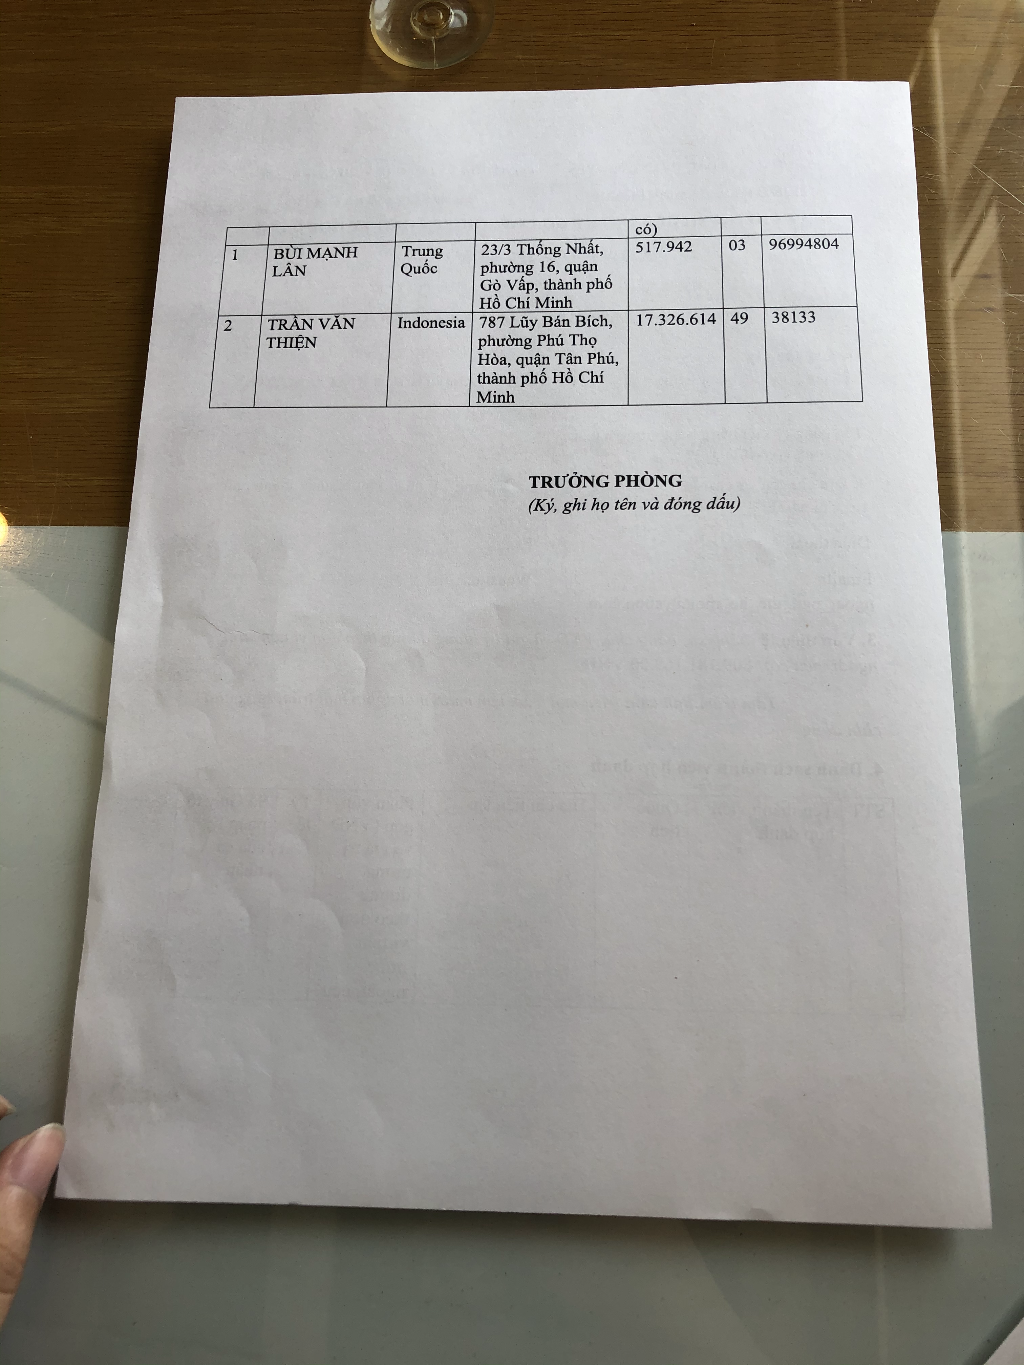 có)
1 BÙI MẠNH LÂN Trung Quốc 23/3 Thống Nhất, phường 16, quận Gò Vấp, thành phố Hồ Chí Minh 517.942 03 96994804
2 TRẦN VĂN THIỆN Indonesia 787 Lũy Bán Bích, phường Phú Thọ Hòa, quận Tân Phú, thành phố Hồ Chí Minh 17.326.614 49 38133
TRƯỞNG PHÒNG
(Ký, ghi họ tên và đóng dấu)